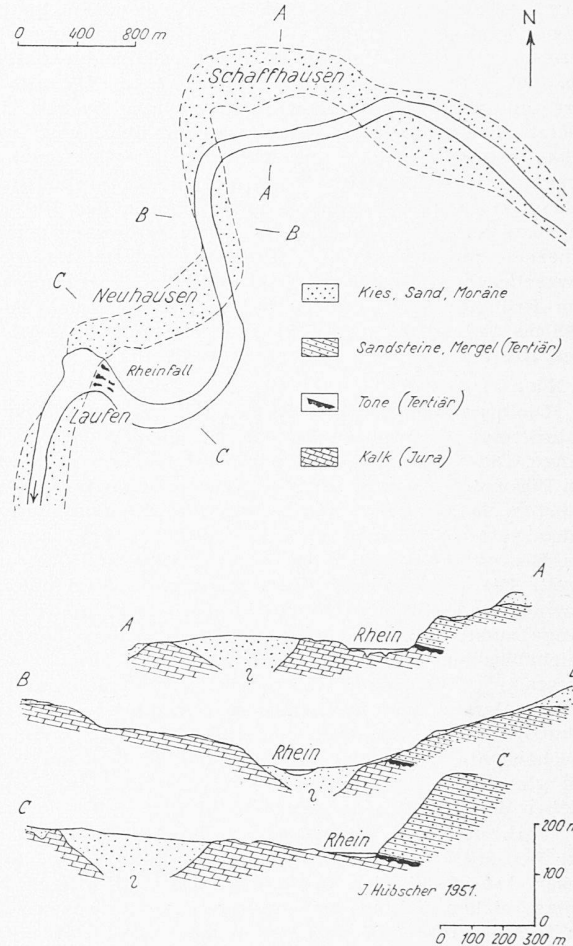 A
0 400 800 m
N
Schaffhausen
A
B
B
C
Neuhausen
Kies, Sand, Moräne
Sandsteine, Mergel (Tertiär)
Rheinfall
Tone (Tertiär)
Laufen
C
Kalk (Jura)
A
A
Rhein
?
B
Rhein
?
C
C
Rhein
?
200 m
100
0
J. Hübscher 1951.
0 100 200 300 m